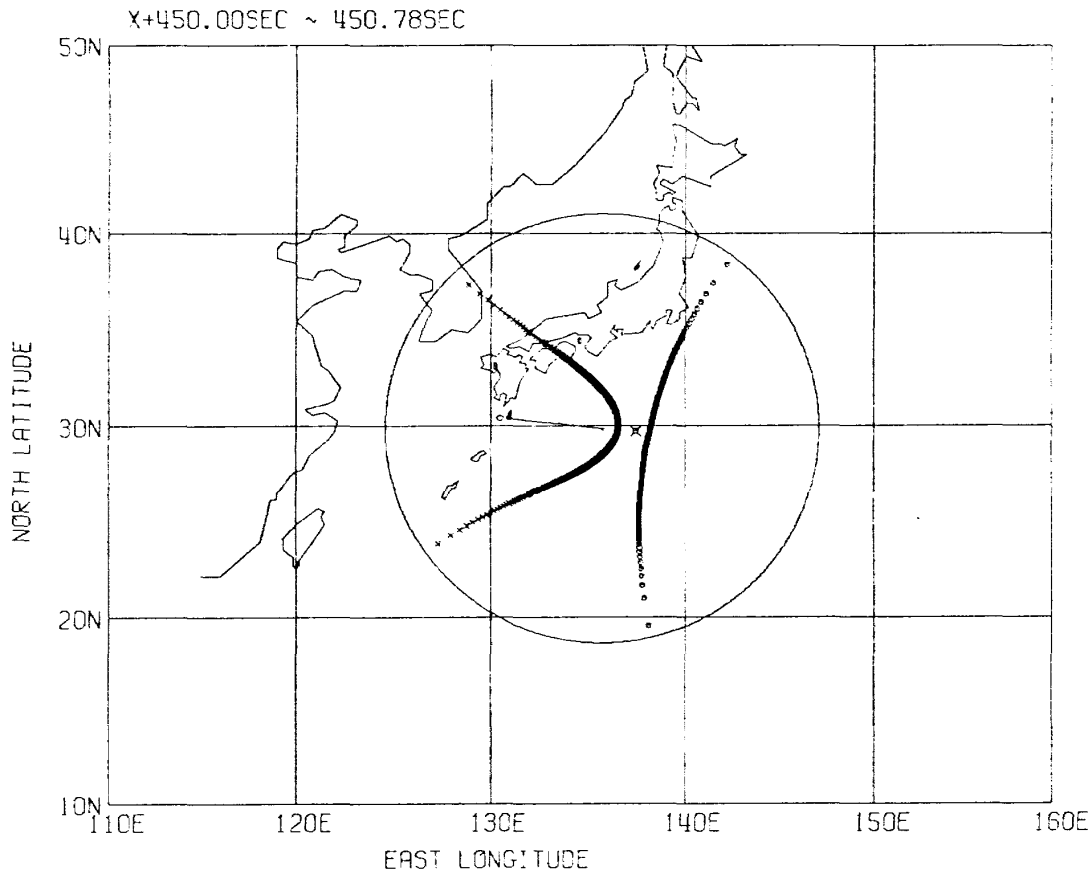 X+450.00SEC ~ 450.78SEC
50N
40N
30N
20N
10N
NORTH LATITUDE
110E 120E 130E 140E 150E 160E
EAST LONGITUDE